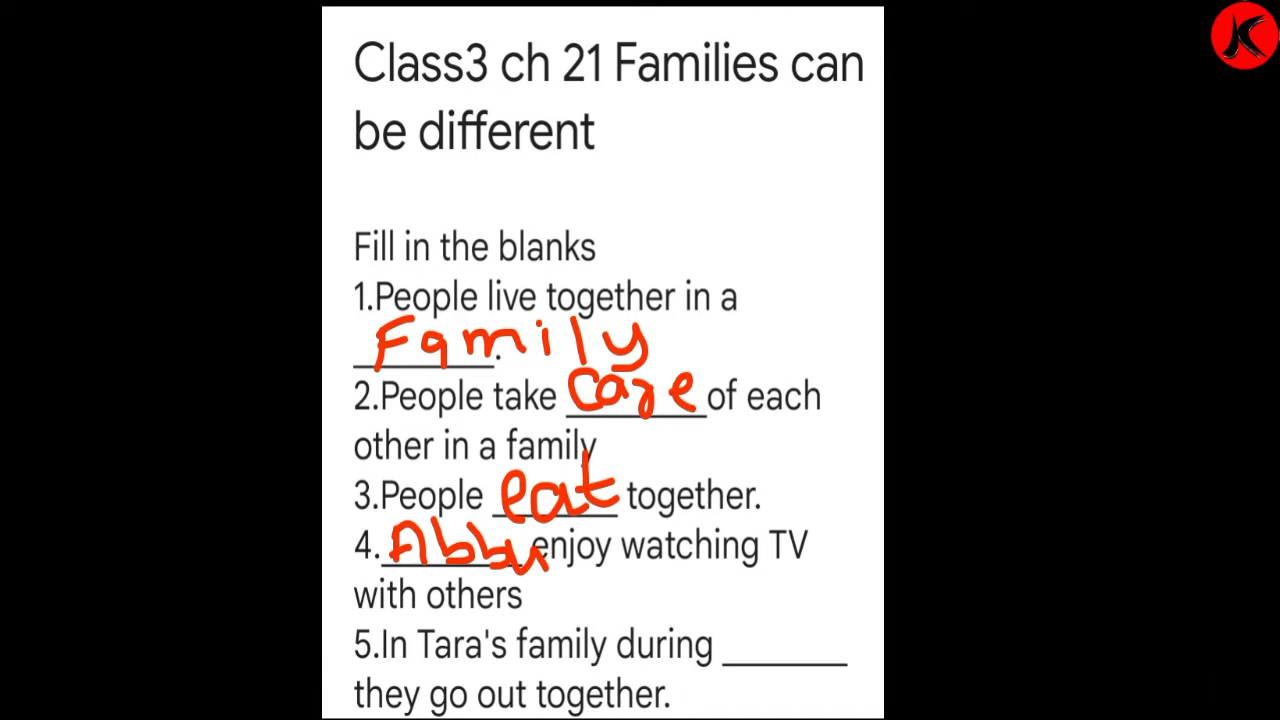 Class3 ch 21 Families can
be different
Fill in the blanks
1.People live together in a
Family.
2.People take care of each
other in a family
3.People eat together.
4.Abbu enjoy watching TV
with others
5.In Tara's family during ______
they go out together.